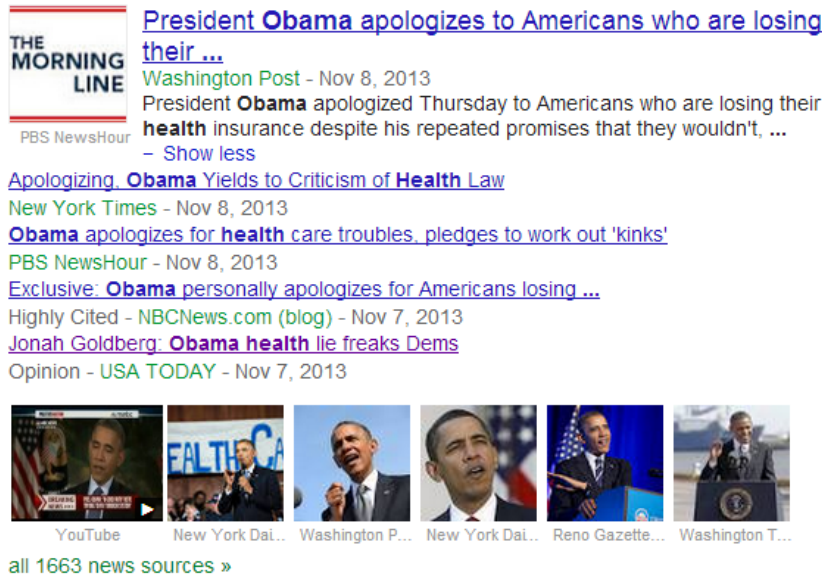 THE
MORNING
LINE
PBS NewsHour
President Obama apologizes to Americans who are losing
their ...
Washington Post - Nov 8, 2013
President Obama apologized Thursday to Americans who are losing their
health insurance despite his repeated promises that they wouldn't, ...
– Show less
Apologizing, Obama Yields to Criticism of Health Law
New York Times - Nov 8, 2013
Obama apologizes for health care troubles, pledges to work out 'kinks'
PBS NewsHour - Nov 8, 2013
Exclusive: Obama personally apologizes for Americans losing ...
Highly Cited - NBCNews.com (blog) - Nov 7, 2013
Jonah Goldberg: Obama health lie freaks Dems
Opinion - USA TODAY - Nov 7, 2013
EALTH CA
YouTube
New York Dai...
Washington P...
New York Dai...
Reno Gazette...
Washington T...
all 1663 news sources »